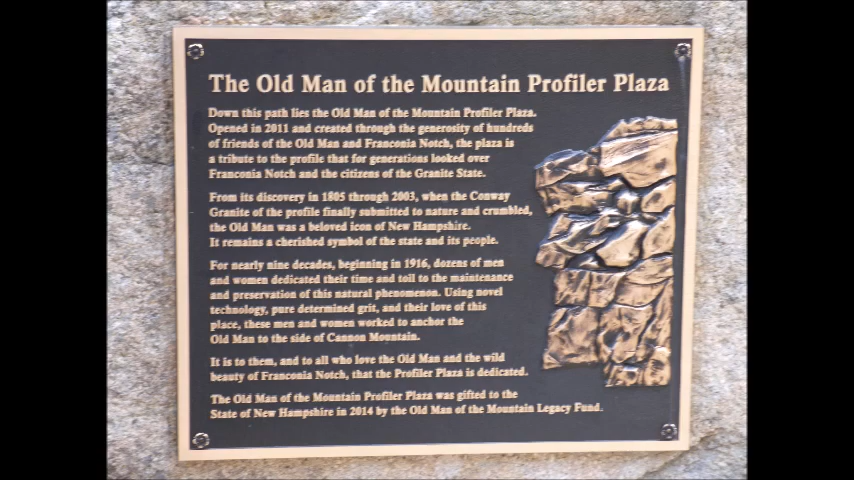 The Old Man of the Mountain Profiler Plaza
Down this path lies the Old Man of the Mountain Profiler Plaza.
Opened in 2011 and created through the generosity of hundreds
of friends of the Old Man and Franconia Notch, the plaza is
a tribute to the profile that for generations looked over
Franconia Notch and the citizens of the Granite State.
From its discovery in 1805 through 2003, when the Conway
Granite of the profile finally submitted to nature and crumbled,
the Old Man was a beloved icon of New Hampshire.
It remains a cherished symbol of the state and its people.
For nearly nine decades, beginning in 1916, dozens of men
and women dedicated their time and toil to the maintenance
and preservation of this natural phenomenon. Using novel
technology, pure determined grit, and their love of this
place, these men and women worked to anchor the
Old Man to the side of Cannon Mountain.
It is to them, and to all who love the Old Man and the wild
beauty of Franconia Notch, that the Profiler Plaza is dedicated.
The Old Man of the Mountain Profiler Plaza was gifted to the
State of New Hampshire in 2014 by the Old Man of the Mountain Legacy Fund.